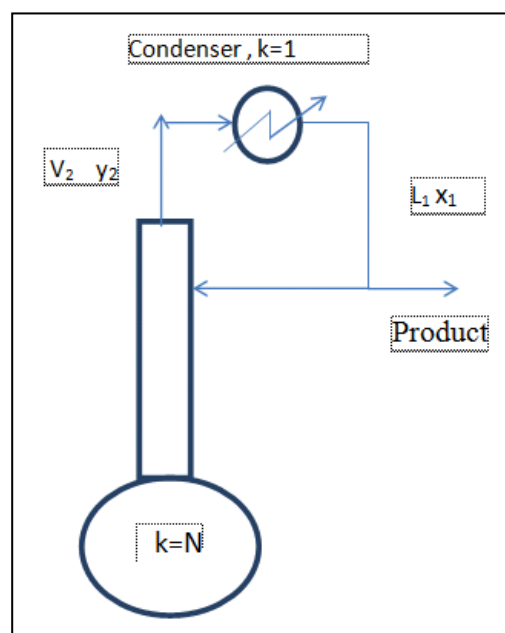 Condenser , k=1
V₂ y₂
L₁ x₁
Product
k=N